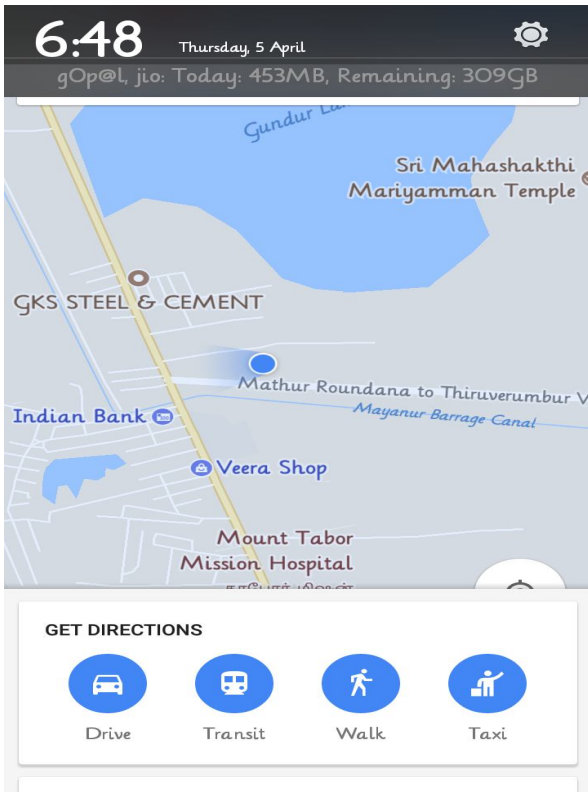 6:48
Thursday, 5 April
gOp@l, jio: Today: 453MB, Remaining: 309GB
Gundur
Sri Mahashakthi
Mariyamman Temple
GKS STEEL & CEMENT
Mathur Roundana to Thiruverumbur
Mayanur Barrage Canal
Indian Bank
Veera Shop
Mount Tabor
Mission Hospital
GET DIRECTIONS
Drive
Transit
Walk
Taxi